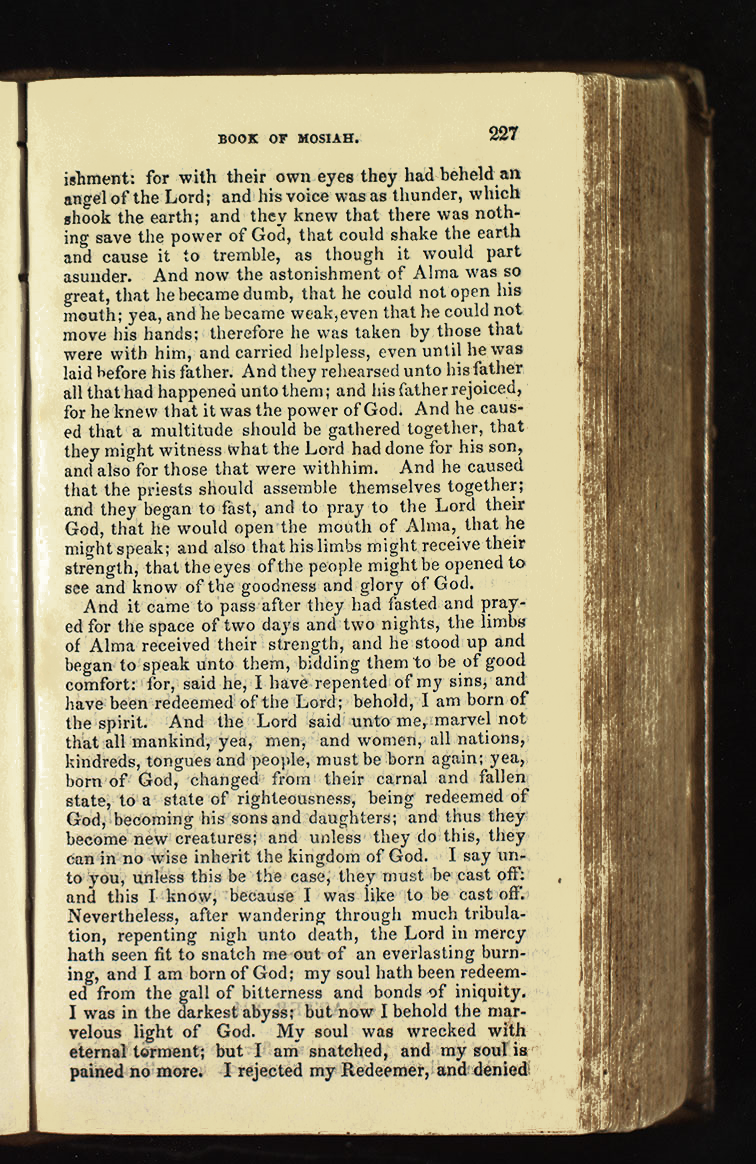 BOOK OF MOSIAH. 227
ishment: for with their own eyes they had beheld an
angel of the Lord; and his voice was as thunder, which
shook the earth; and they knew that there was noth-
ing save the power of God, that could shake the earth
and cause it to tremble, as though it would part
asunder. And now the astonishment of Alma was so
great, that he became dumb, that he could not open his
mouth; yea, and he became weak, even that he could not
move his hands; therefore he was taken by those that
were with him, and carried helpless, even until he was
laid before his father. And they rehearsed unto his father
all that had happened unto them; and his father rejoiced,
for he knew that it was the power of God. And he caus-
ed that a multitude should be gathered together, that
they might witness what the Lord had done for his son,
and also for those that were withhim. And he caused
that the priests should assemble themselves together;
and they began to fast, and to pray to the Lord their
God, that he would open the mouth of Alma, that he
might speak; and also that his limbs might receive their
strength, that the eyes of the people might be opened to
see and know of the goodness and glory of God.
And it came to pass after they had fasted and pray-
ed for the space of two days and two nights, the limbs
of Alma received their strength, and he stood up and
began to speak unto them, bidding them to be of good
comfort: for, said he, I have repented of my sins, and
have been redeemed of the Lord; behold, I am born of
the spirit. And the Lord said unto me, marvel not
that all mankind, yea, men, and women, all nations,
kindreds, tongues and people, must be born again; yea,
born of God, changed from their carnal and fallen
state, to a state of righteousness, being redeemed of
God, becoming his sons and daughters; and thus they
become new creatures; and unless they do this, they
can in no wise inherit the kingdom of God. I say un-
to you, unless this be the case, they must be cast off:
and this I know, because I was like to be cast off.
Nevertheless, after wandering through much tribula-
tion, repenting nigh unto death, the Lord in mercy
hath seen fit to snatch me out of an everlasting burn-
ing, and I am born of God; my soul hath been redeem-
ed from the gall of bitterness and bonds of iniquity.
I was in the darkest abyss; but now I behold the mar-
velous light of God. My soul was wrecked with
eternal torment; but I am snatched, and my soul is
pained no more. I rejected my Redeemer, and denied